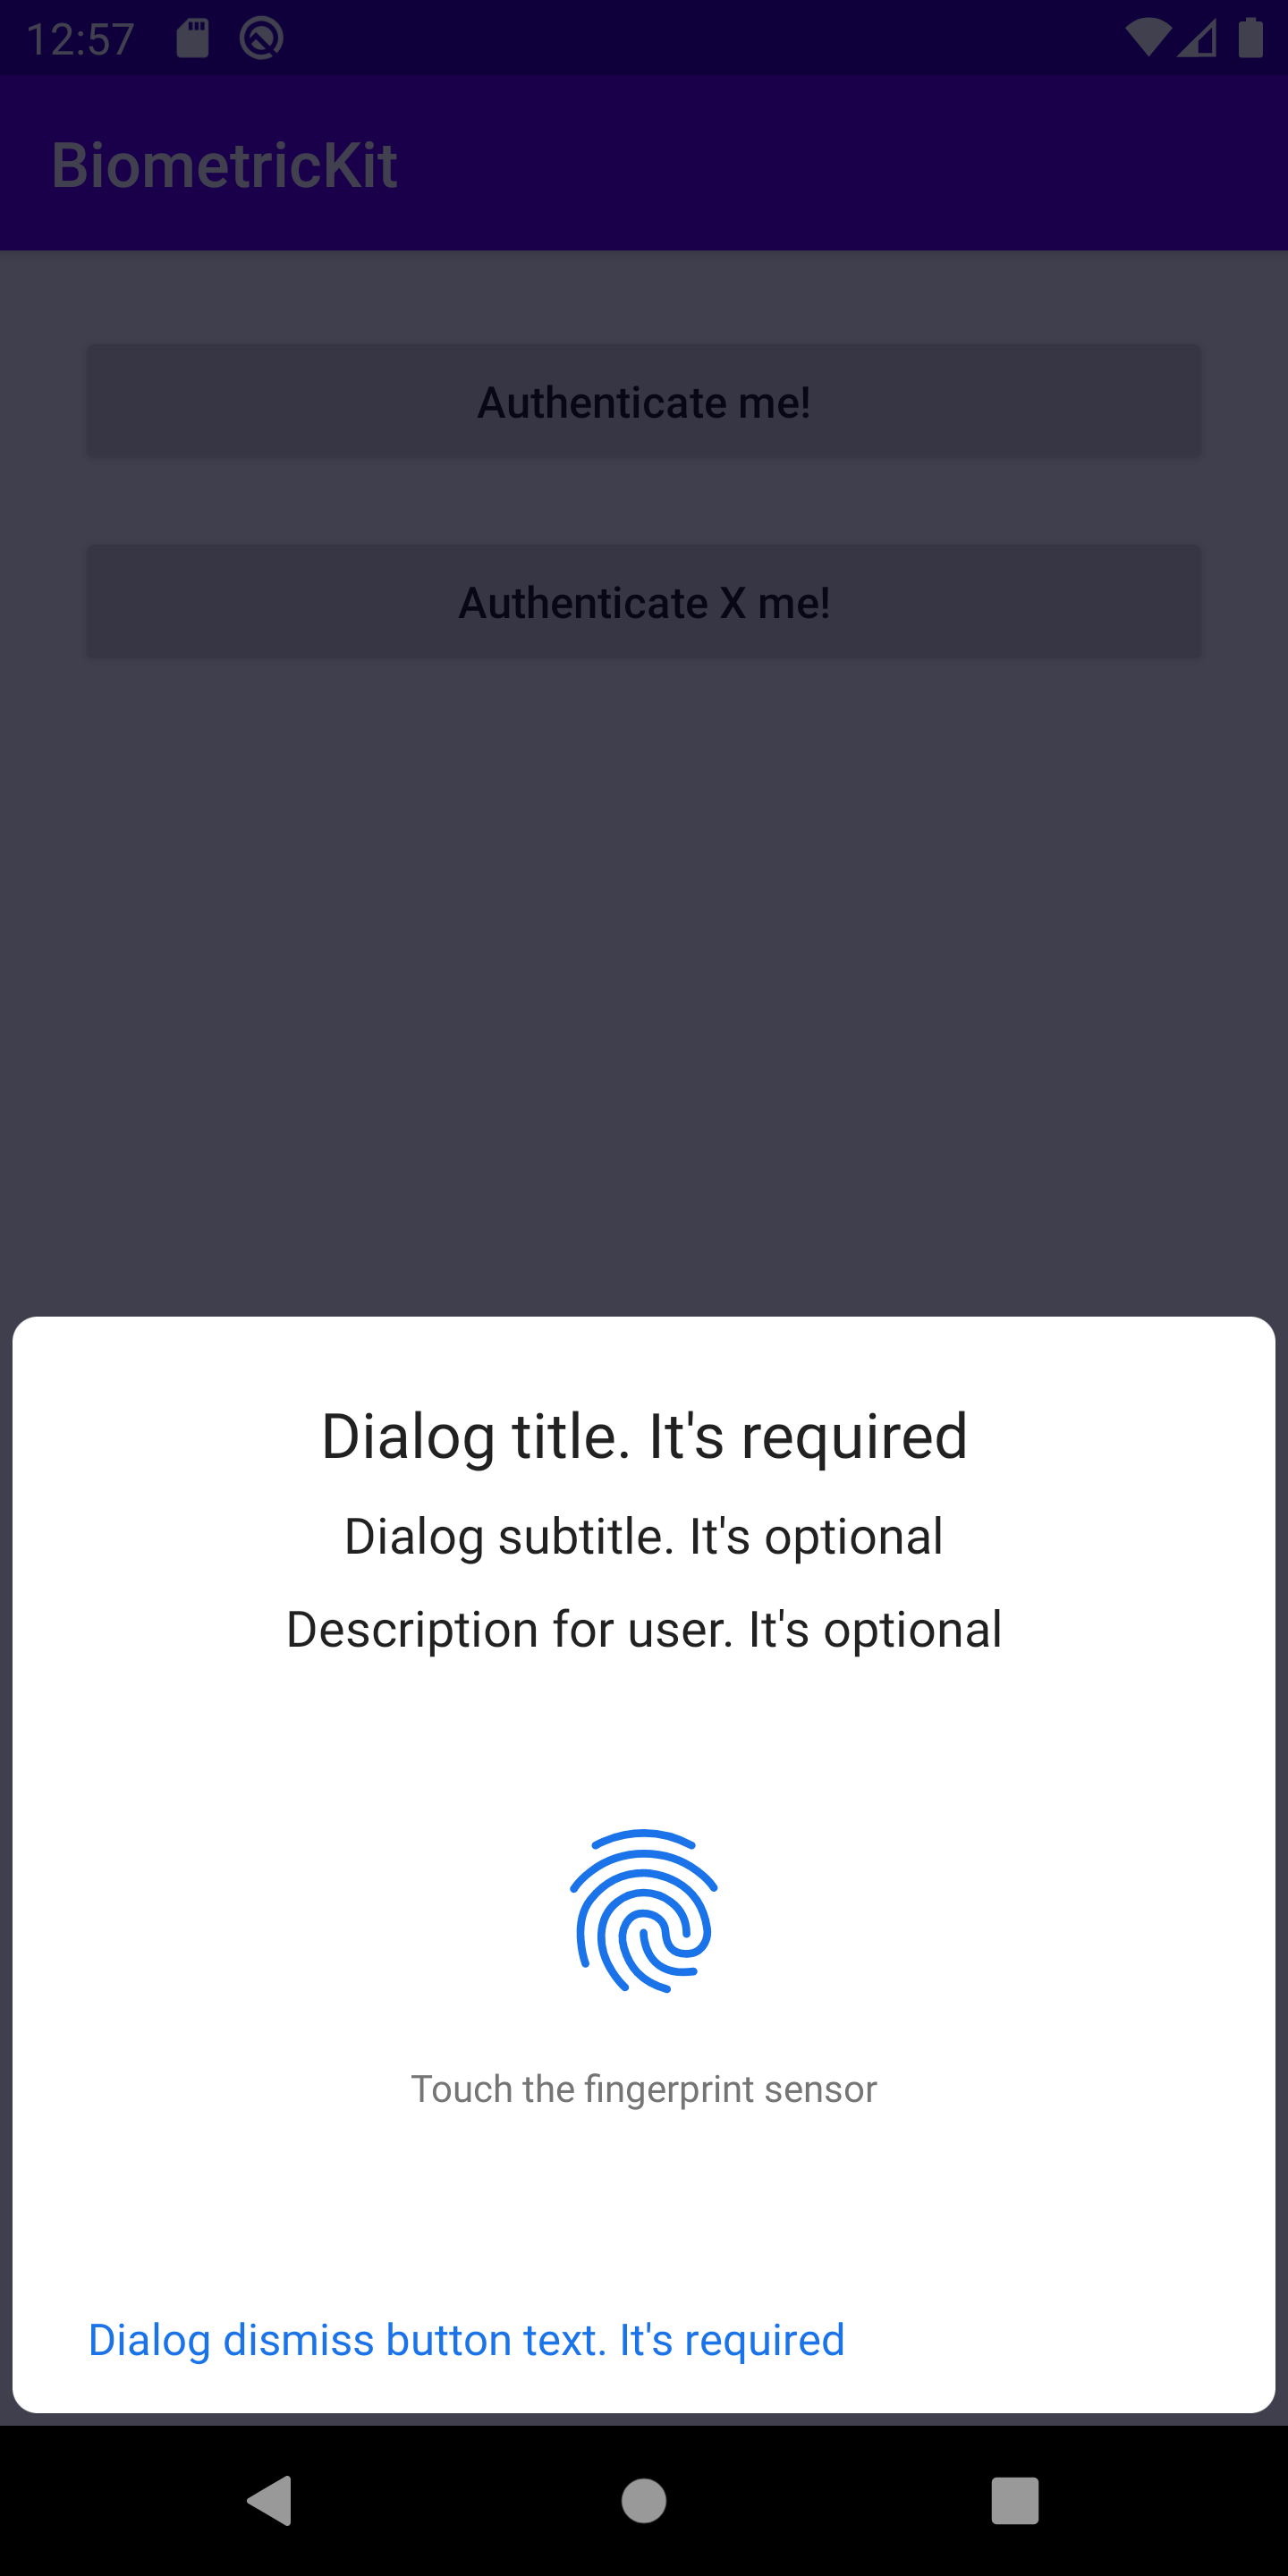 12:57
BiometricKit
Authenticate me!
Authenticate X me!
Dialog title. It's required
Dialog subtitle. It's optional
Description for user. It's optional
Touch the fingerprint sensor
Dialog dismiss button text. It's required